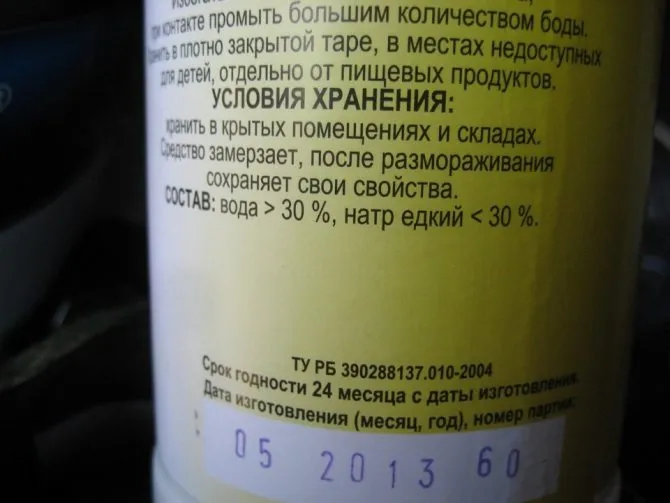 при контакте промыть большим количеством воды.
Хранить в плотно закрытой таре, в местах недоступных
для детей, отдельно от пищевых продуктов.
УСЛОВИЯ ХРАНЕНИЯ:
хранить в крытых помещениях и складах.
Средство замерзает, после размораживания
сохраняет свои свойства.
СОСТАВ: вода > 30 %, натр едкий < 30 %.
ТУ РБ 390288137.010-2004
Срок годности 24 месяца с даты изготовления.
Дата изготовления (месяц, год), номер партии:
05 2013 60